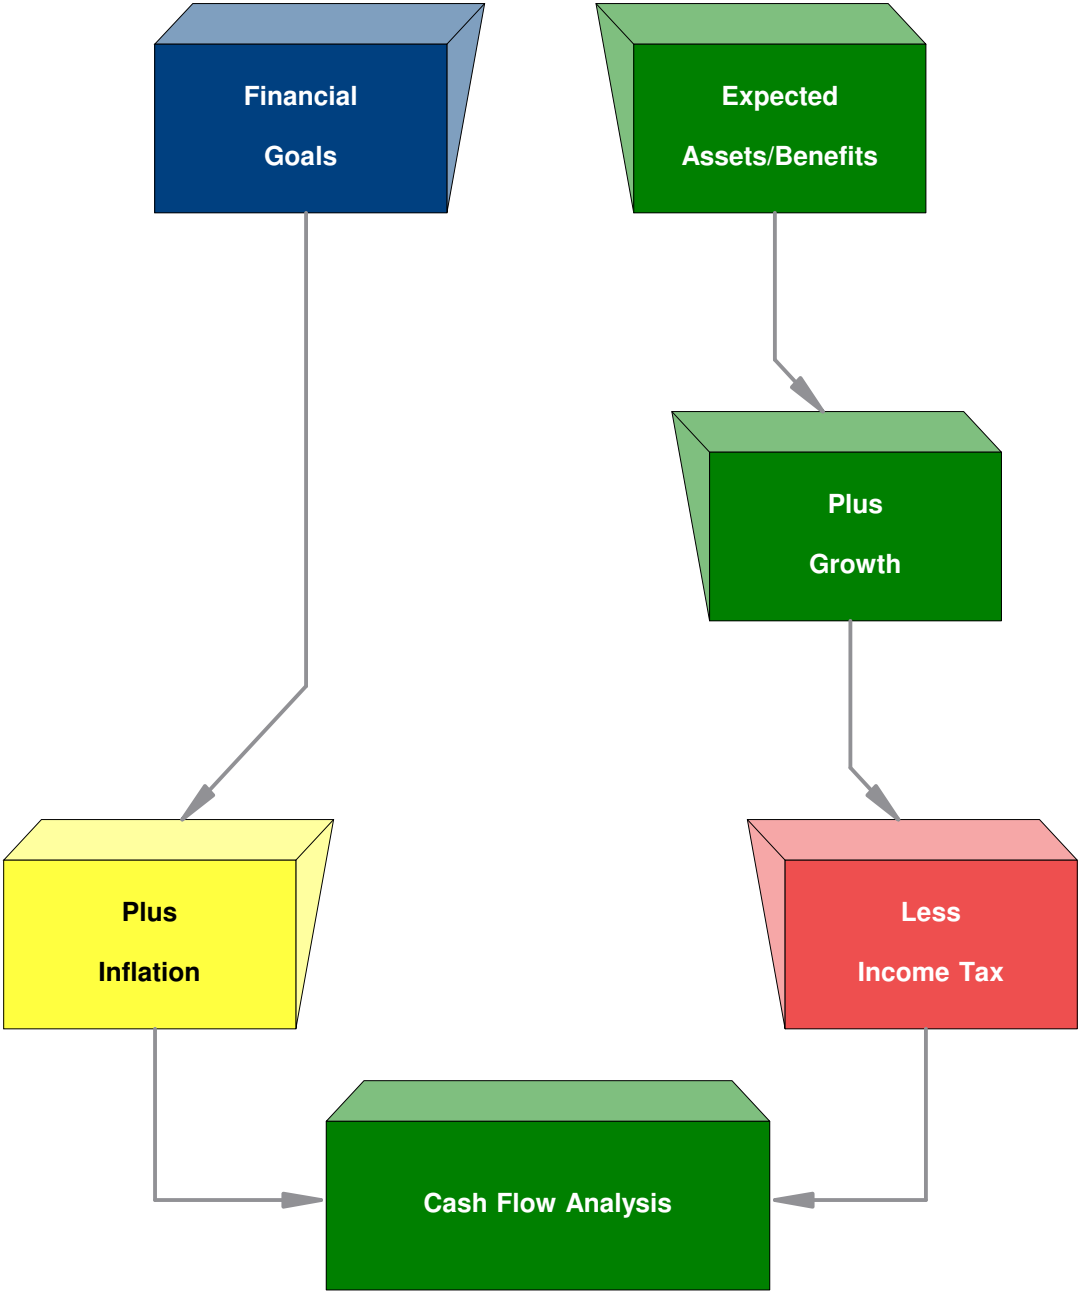 Financial
Goals
Expected
Assets/Benefits
Plus
Growth
Plus
Inflation
Less
Income Tax
Cash Flow Analysis